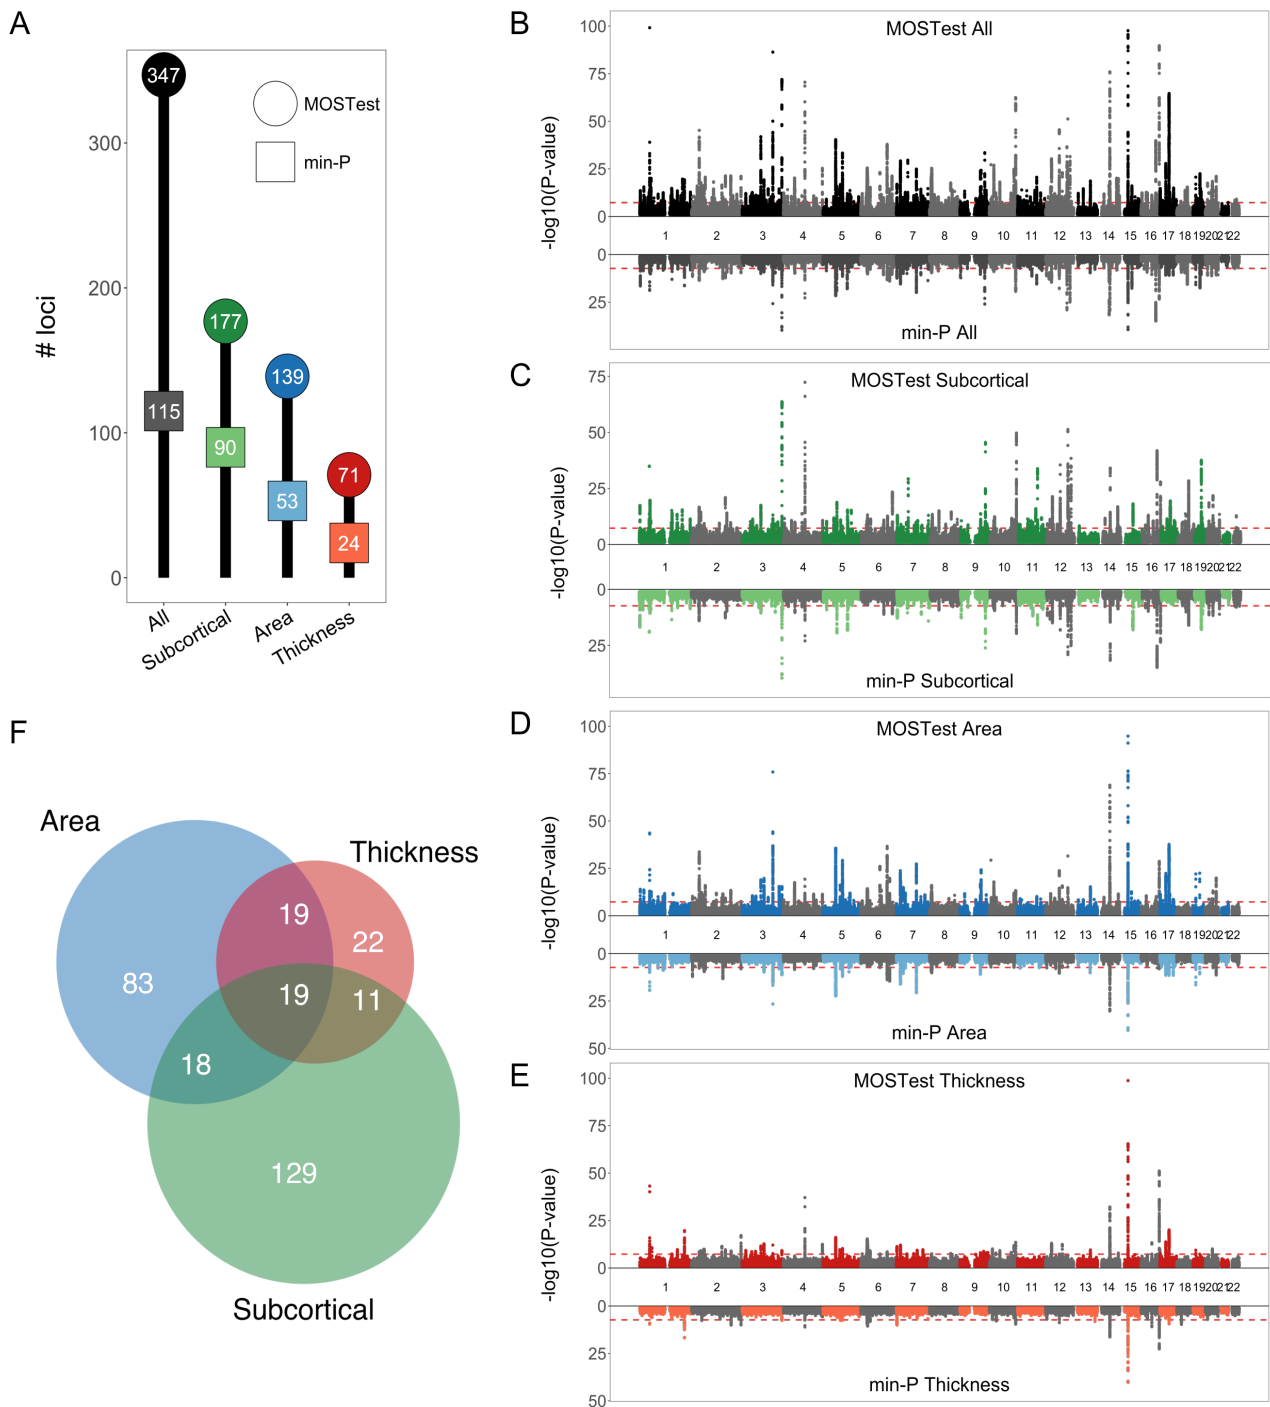 A
347
MOSTest
min-P
300
# loci
200
177
139
115
100
90
71
53
24
0
All
Subcortical
Area
Thickness
B
MOSTest All
100
75
50
25
0
-log10(P-value)
1 2 3 4 5 6 7 8 9 10 11 12 13 14 15 16 17 18 19 20 21 22
0
25
min-P All
C
MOSTest Subcortical
75
50
25
0
-log10(P-value)
1 2 3 4 5 6 7 8 9 10 11 12 13 14 15 16 17 18 19 20 21 22
0
25
min-P Subcortical
D
MOSTest Area
100
75
50
25
0
-log10(P-value)
1 2 3 4 5 6 7 8 9 10 11 12 13 14 15 16 17 18 19 20 21 22
0
25
50
min-P Area
E
MOSTest Thickness
100
75
50
25
0
-log10(P-value)
1 2 3 4 5 6 7 8 9 10 11 12 13 14 15 16 17 18 19 20 21 22
0
25
50
min-P Thickness
F
Area
Thickness
19
22
83
19
11
18
129
Subcortical